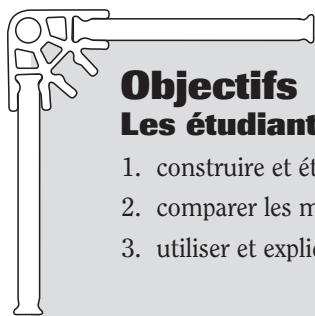 Objectifs
Les étudiant
1. construire et ét
2. comparer les m
3. utiliser et expli